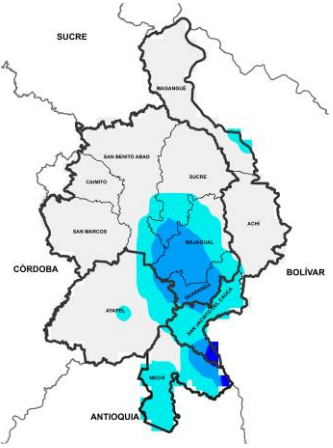 SUCRE
MAGANGUÉ
SAN BENITO ABAD
CAIMITO
SUCRE
SAN MARCOS
ACHÍ
MAJAGUAL
CÓRDOBA
BOLÍVAR
GUARANDA
AYAPEL
SAN JACINTO DEL CAUCA
NECHÍ
ANTIOQUIA